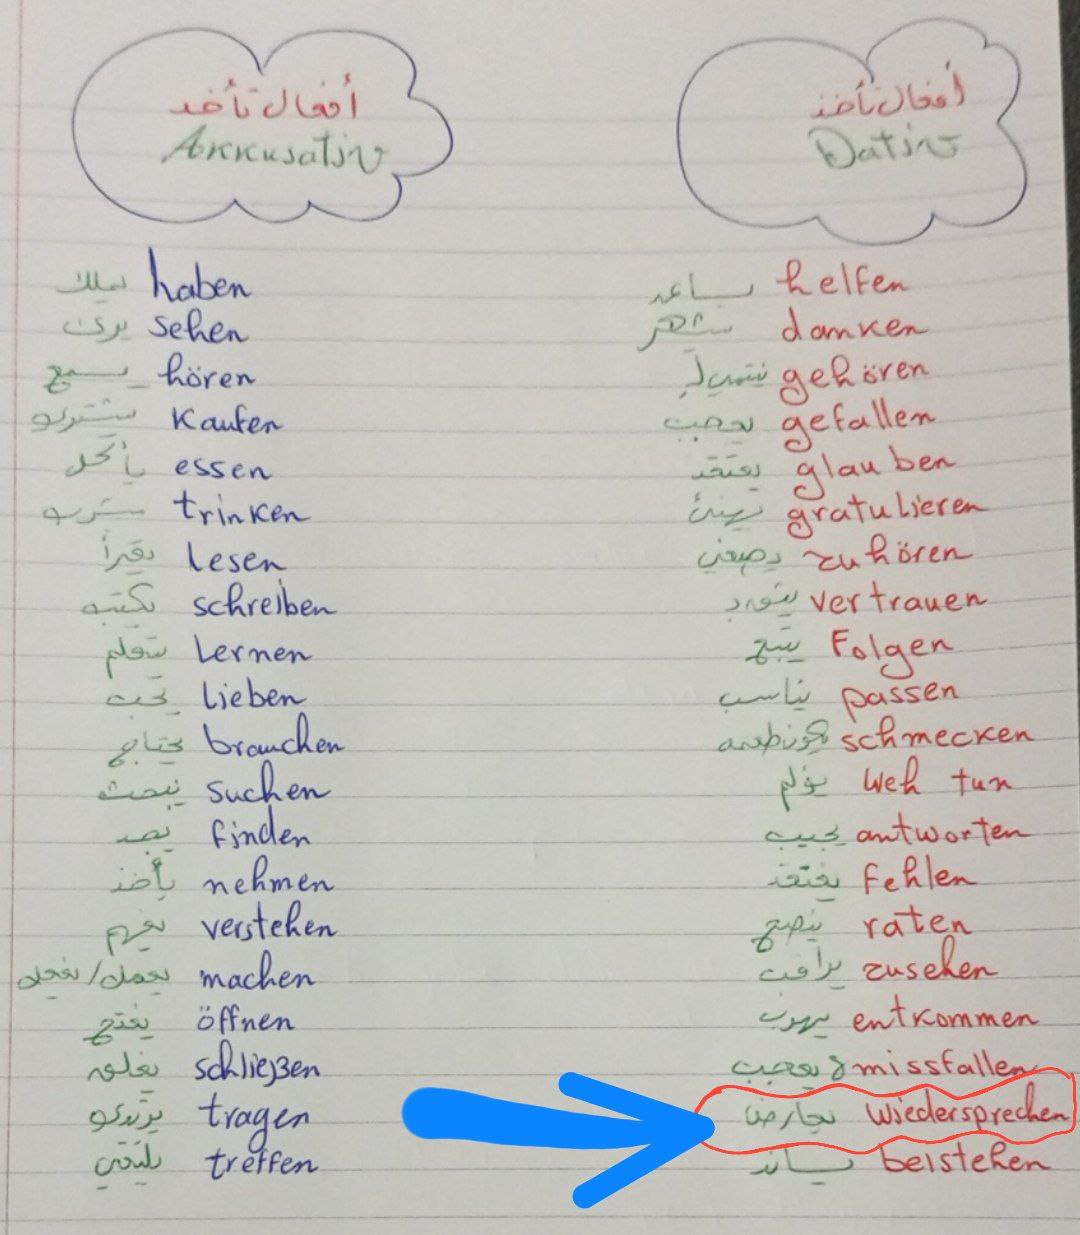 أفعال تأخذ
Akkusativ
haben يملك
sehen يرى
hören يسمع
Kaufen يشتري
essen يأكل
trinken يشرب
lesen يقرأ
schreiben يكتب
Lernen يتعلم
lieben يحب
brauchen يحتاج
suchen يبحث
finden يجد
nehmen يأخذ
verstehen يفهم
machen يعمل/يفعل
öffnen يفتح
schließen يغلق
tragen يرتدي
treffen يلتقي
أفعال تأخذ
Dativ
helfen يساعد
danken يشكر
gehören ينتمي لـ
gefallen يعجب
glauben يعتقد
gratulieren يهنئ
zuhören يصغي
vertrauen
Folgen يتبع
passen يناسب
schmecken يكون طعمه
weh tun يؤلم
antworten يجيب
fehlen يفتقد
raten ينصح
zusehen يراقب
entkommen يهرب
missfallen لا يعجب
wiedersprechen يعارض
beistehen يساند